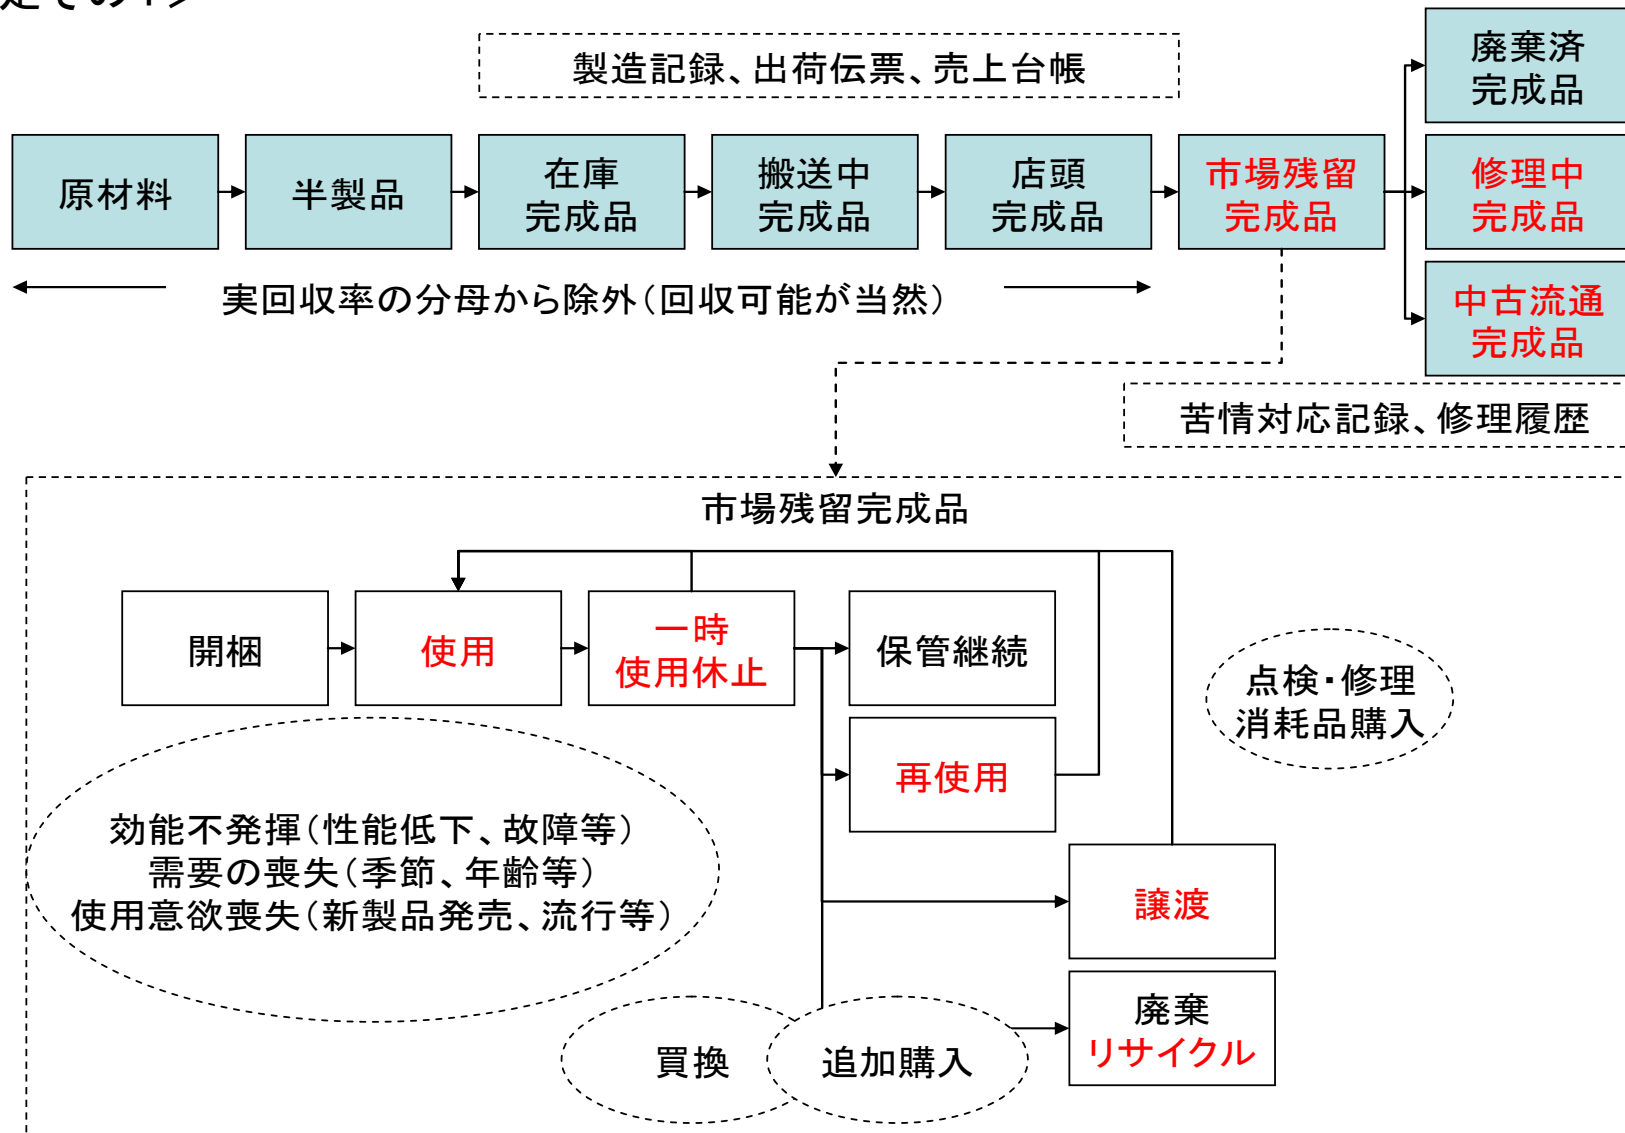 定その1>
製造記録、出荷伝票、売上台帳
廃棄済
完成品
原材料
半製品
在庫
完成品
搬送中
完成品
店頭
完成品
市場残留
完成品
修理中
完成品
実回収率の分母から除外(回収可能が当然)
中古流通
完成品
苦情対応記録、修理履歴
市場残留完成品
開梱
使用
一時
使用休止
保管継続
点検・修理
消耗品購入
再使用
効能不発揮(性能低下、故障等)
需要の喪失(季節、年齢等)
使用意欲喪失(新製品発売、流行等)
譲渡
廃棄
リサイクル
買換
追加購入